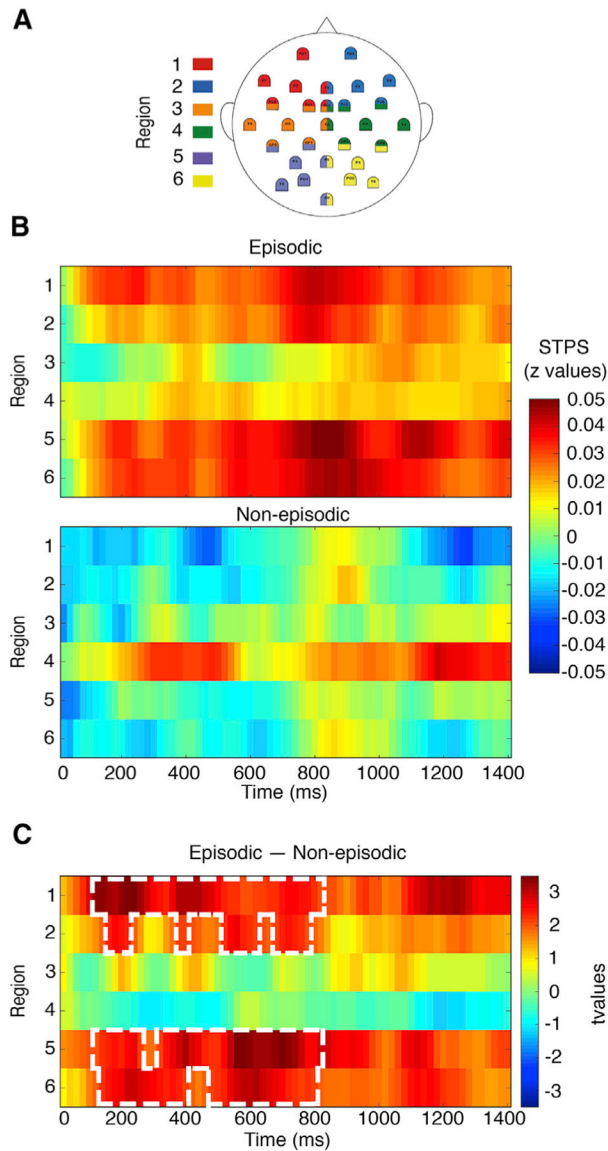 A
Region
1
2
3
4
5
6
B
Episodic
1
2
3
4
5
6
Region
STPS
(z values)
0.05
0.04
0.03
0.02
0.01
0
-0.01
-0.02
-0.03
-0.04
-0.05
Non-episodic
1
2
3
4
5
6
Region
0 200 400 600 800 1000 1200 1400
Time (ms)
C
Episodic — Non-episodic
1
2
3
4
5
6
Region
3
2
1
0
-1
-2
-3
tvalues
0 200 400 600 800 1000 1200 1400
Time (ms)